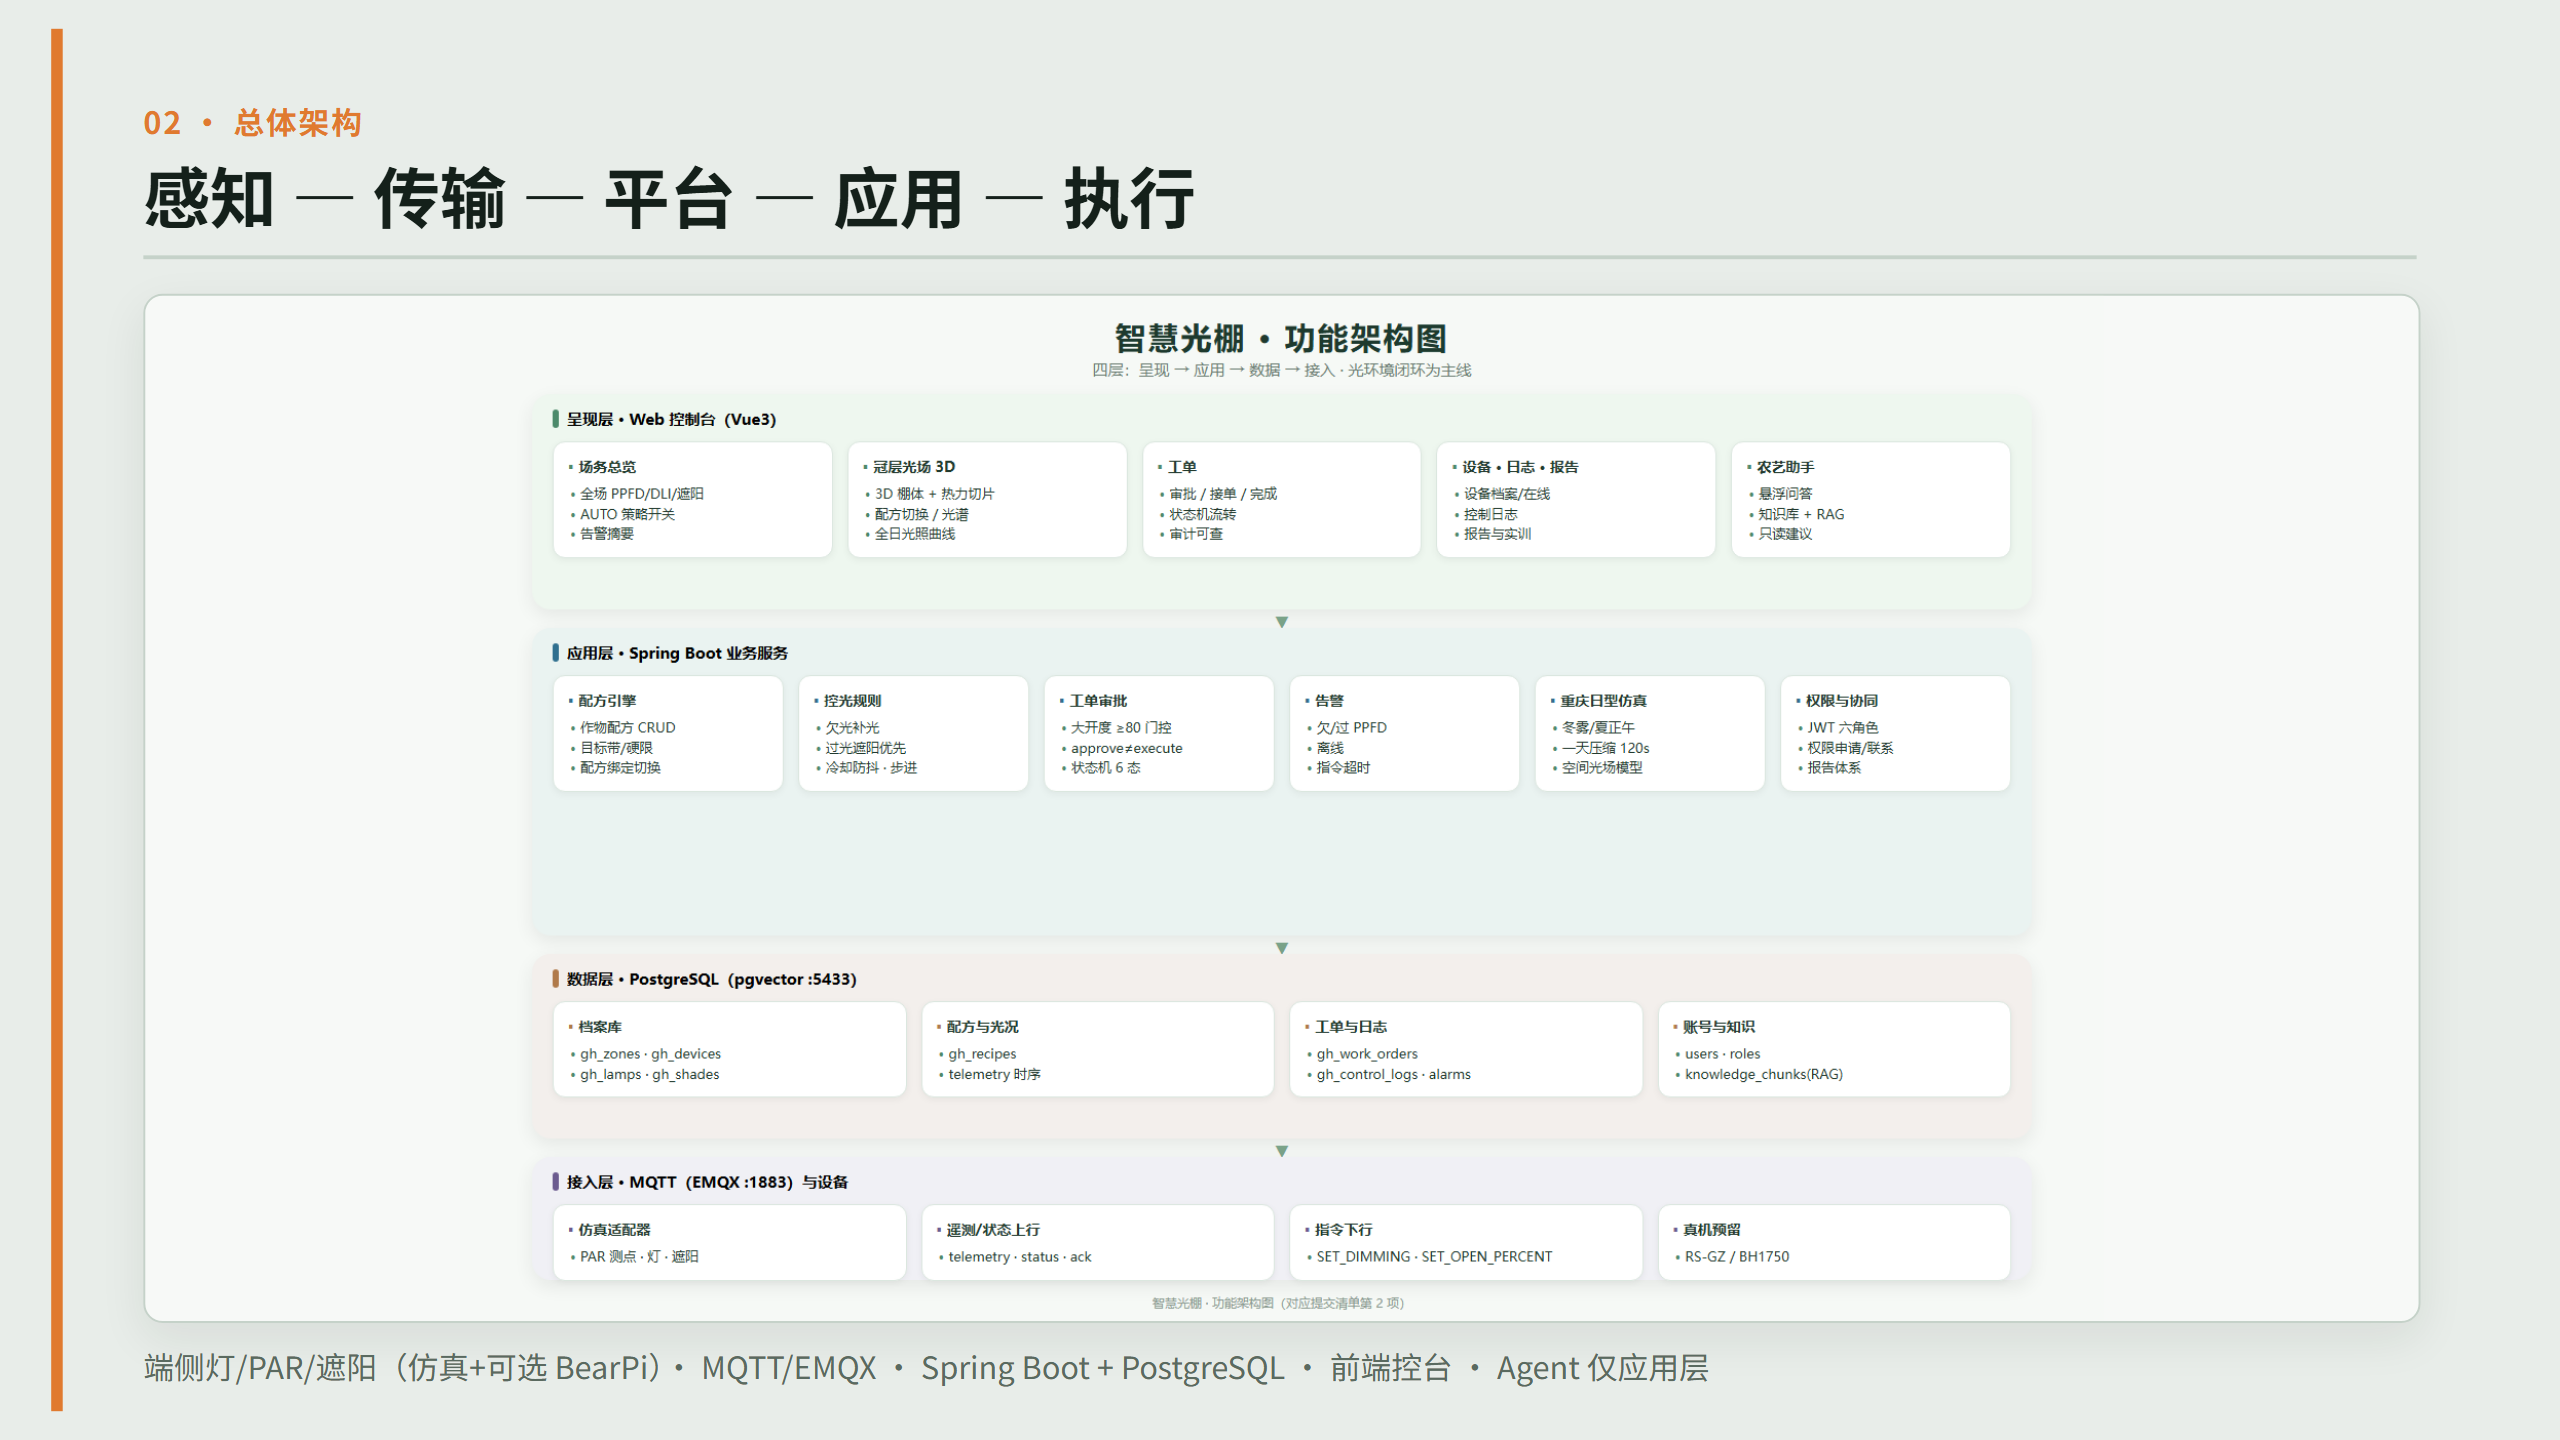 02 · 总体架构
感知 — 传输 — 平台 — 应用 — 执行
智慧光棚 · 功能架构图
四层：呈现 → 应用 → 数据 → 接入 · 光环境闭环为主线
呈现层 · Web 控制台（Vue3）
场务总览
• 全场 PPFD/DLI/遮阳
• AUTO 策略开关
• 告警摘要
冠层光场 3D
• 3D 棚体 + 热力切片
• 配方切换 / 光谱
• 全日光照曲线
工单
• 审批 / 接单 / 完成
• 状态机流转
• 审计可查
设备 · 日志 · 报告
• 设备档案/在线
• 控制日志
• 报告与实训
农艺助手
• 悬浮问答
• 知识库 + RAG
• 只读建议
▼
应用层 · Spring Boot 业务服务
配方引擎
• 作物配方 CRUD
• 目标带/硬限
• 配方绑定切换
控光规则
• 欠光补光
• 过光遮阳优先
• 冷却防抖 · 步进
工单审批
• 大开度 ≥80 门控
• approve≠execute
• 状态机 6 态
告警
• 欠/过 PPFD
• 离线
• 指令超时
重庆日型仿真
• 冬雾/夏正午
• 一天压缩 120s
• 空间光场模型
权限与协同
• JWT 六角色
• 权限申请/联系
• 报告体系
▼
数据层 · PostgreSQL（pgvector :5433）
档案库
• gh_zones · gh_devices
• gh_lamps · gh_shades
配方与光况
• gh_recipes
• telemetry 时序
工单与日志
• gh_work_orders
• gh_control_logs · alarms
账号与知识
• users · roles
• knowledge_chunks(RAG)
▼
接入层 · MQTT（EMQX :1883）与设备
仿真适配器
• PAR 测点 · 灯 · 遮阳
遥测/状态上行
• telemetry · status · ack
指令下行
• SET_DIMMING · SET_OPEN_PERCENT
真机预留
• RS-GZ / BH1750
智慧光棚 · 功能架构图（对应提交清单第 2 项）
端侧灯/PAR/遮阳（仿真+可选 BearPi）· MQTT/EMQX · Spring Boot + PostgreSQL · 前端控台 · Agent 仅应用层